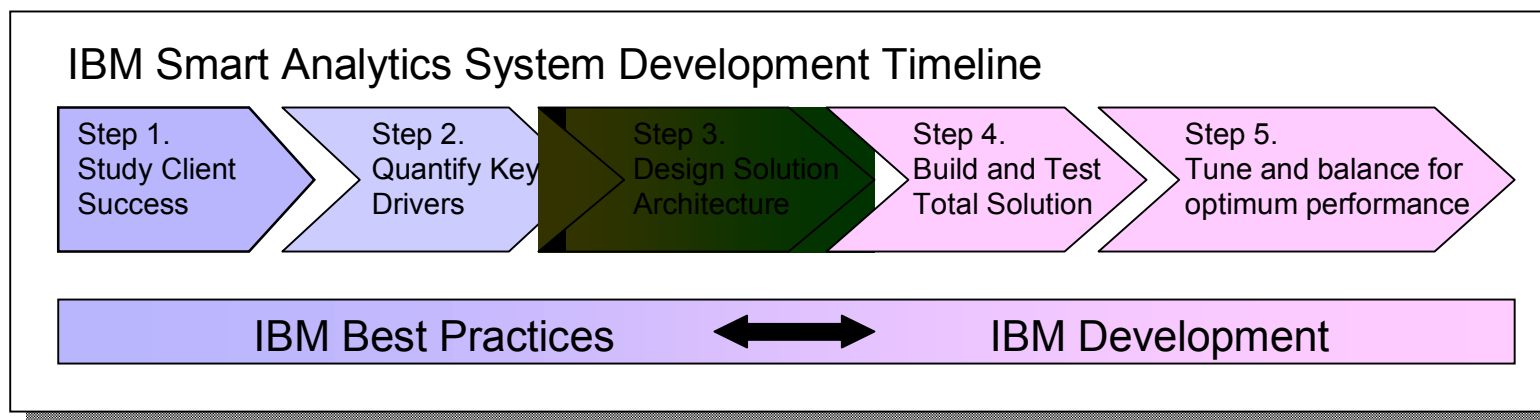 IBM Smart Analytics System Development Timeline
Step 1.
Study Client
Success
Step 2.
Quantify Key
Drivers
Step 3.
Design Solution
Architecture
Step 4.
Build and Test
Total Solution
Step 5.
Tune and balance for
optimum performance
IBM Best Practices
IBM Development